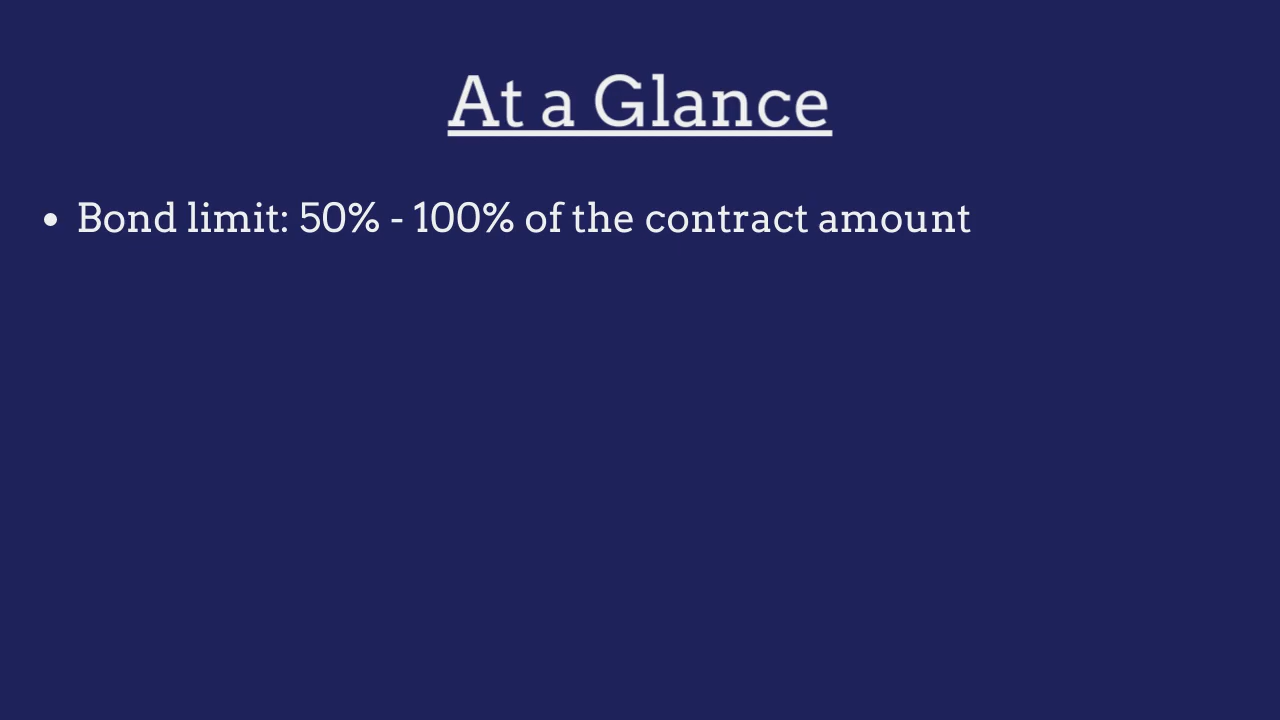 At a Glance
• Bond limit: 50% - 100% of the contract amount